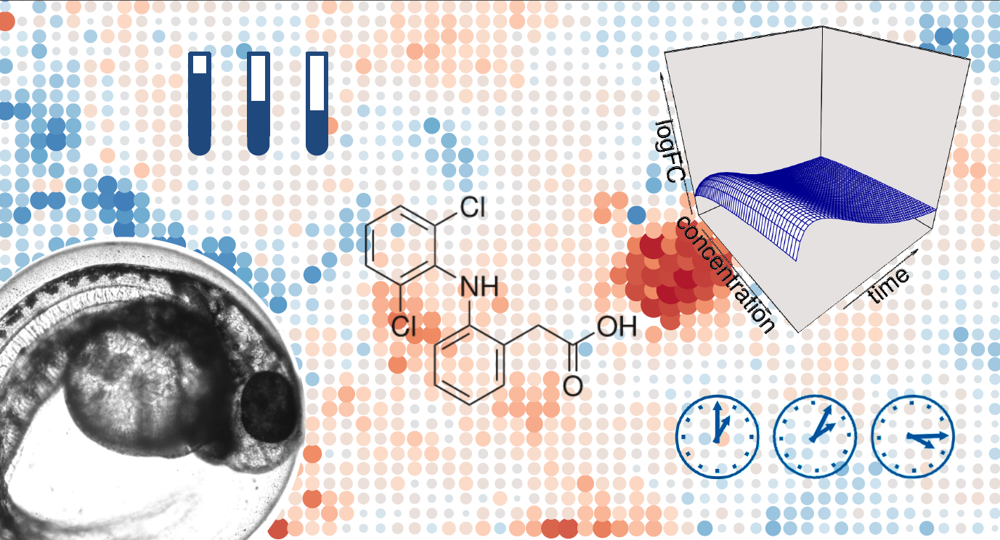 logFC
concentration
time
Cl
NH
Cl
OH
O